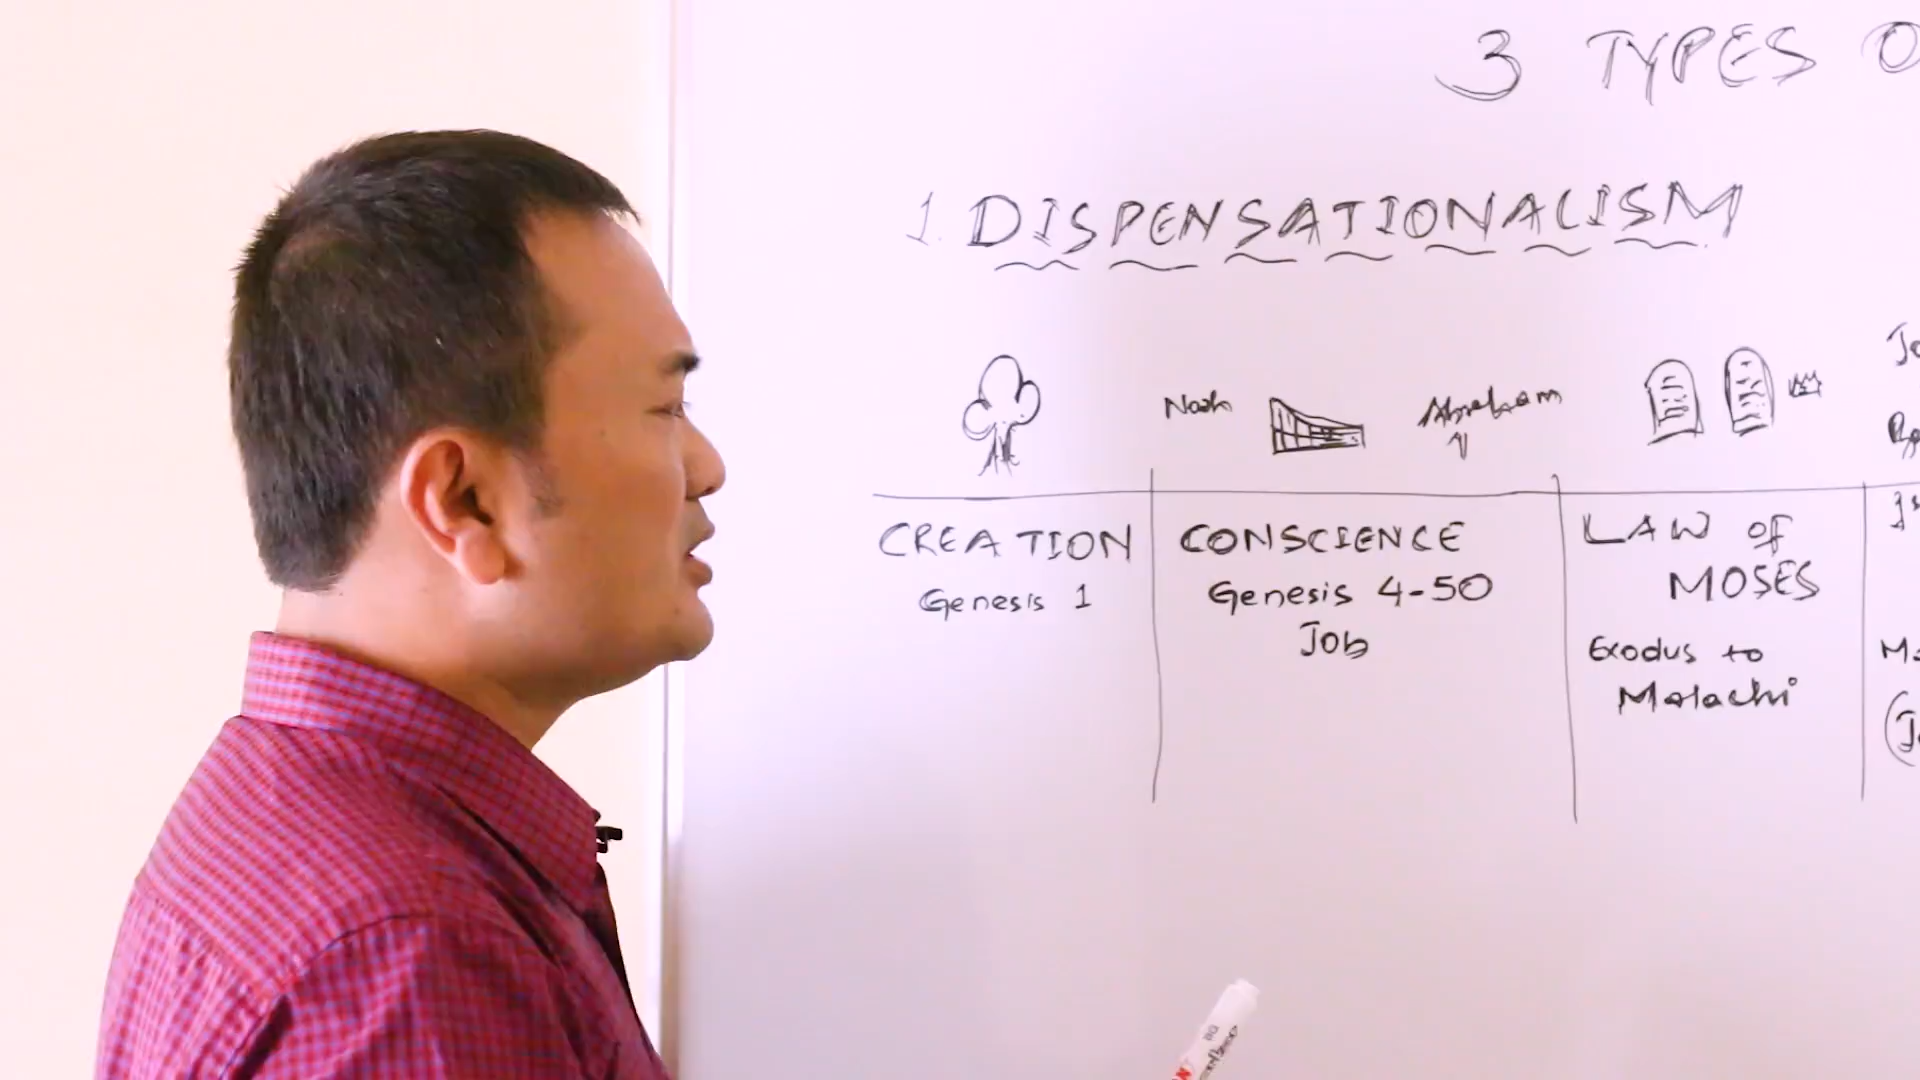 3 TYPES O
1. DISPENSATIONALISM
Noah
Abraham
CREATION
Genesis 1
CONSCIENCE
Genesis 4-50
Job
LAW of
MOSES
Exodus to
Malachi